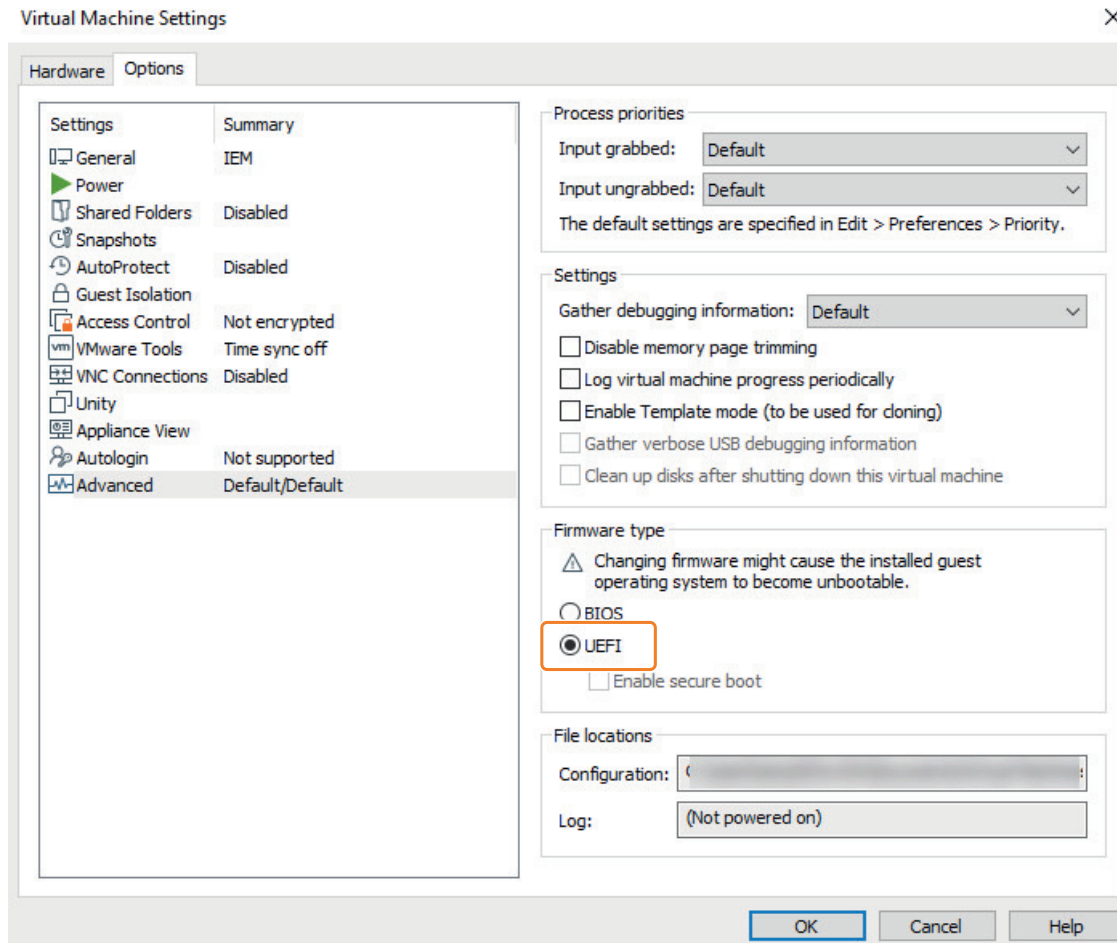 Virtual Machine Settings
Hardware
Options
Settings Summary
General IEM
Power
Shared Folders Disabled
Snapshots
AutoProtect Disabled
Guest Isolation
Access Control Not encrypted
vm VMware Tools Time sync off
VNC Connections Disabled
Unity
Appliance View
Autologin Not supported
Advanced Default/Default
Process priorities
Input grabbed: Default
Input ungrabbed: Default
The default settings are specified in Edit > Preferences > Priority.
Settings
Gather debugging information: Default
Disable memory page trimming
Log virtual machine progress periodically
Enable Template mode (to be used for cloning)
Gather verbose USB debugging information
Clean up disks after shutting down this virtual machine
Firmware type
Changing firmware might cause the installed guest
operating system to become unbootable.
BIOS
UEFI
Enable secure boot
File locations
Configuration:
Log: (Not powered on)
OK Cancel Help